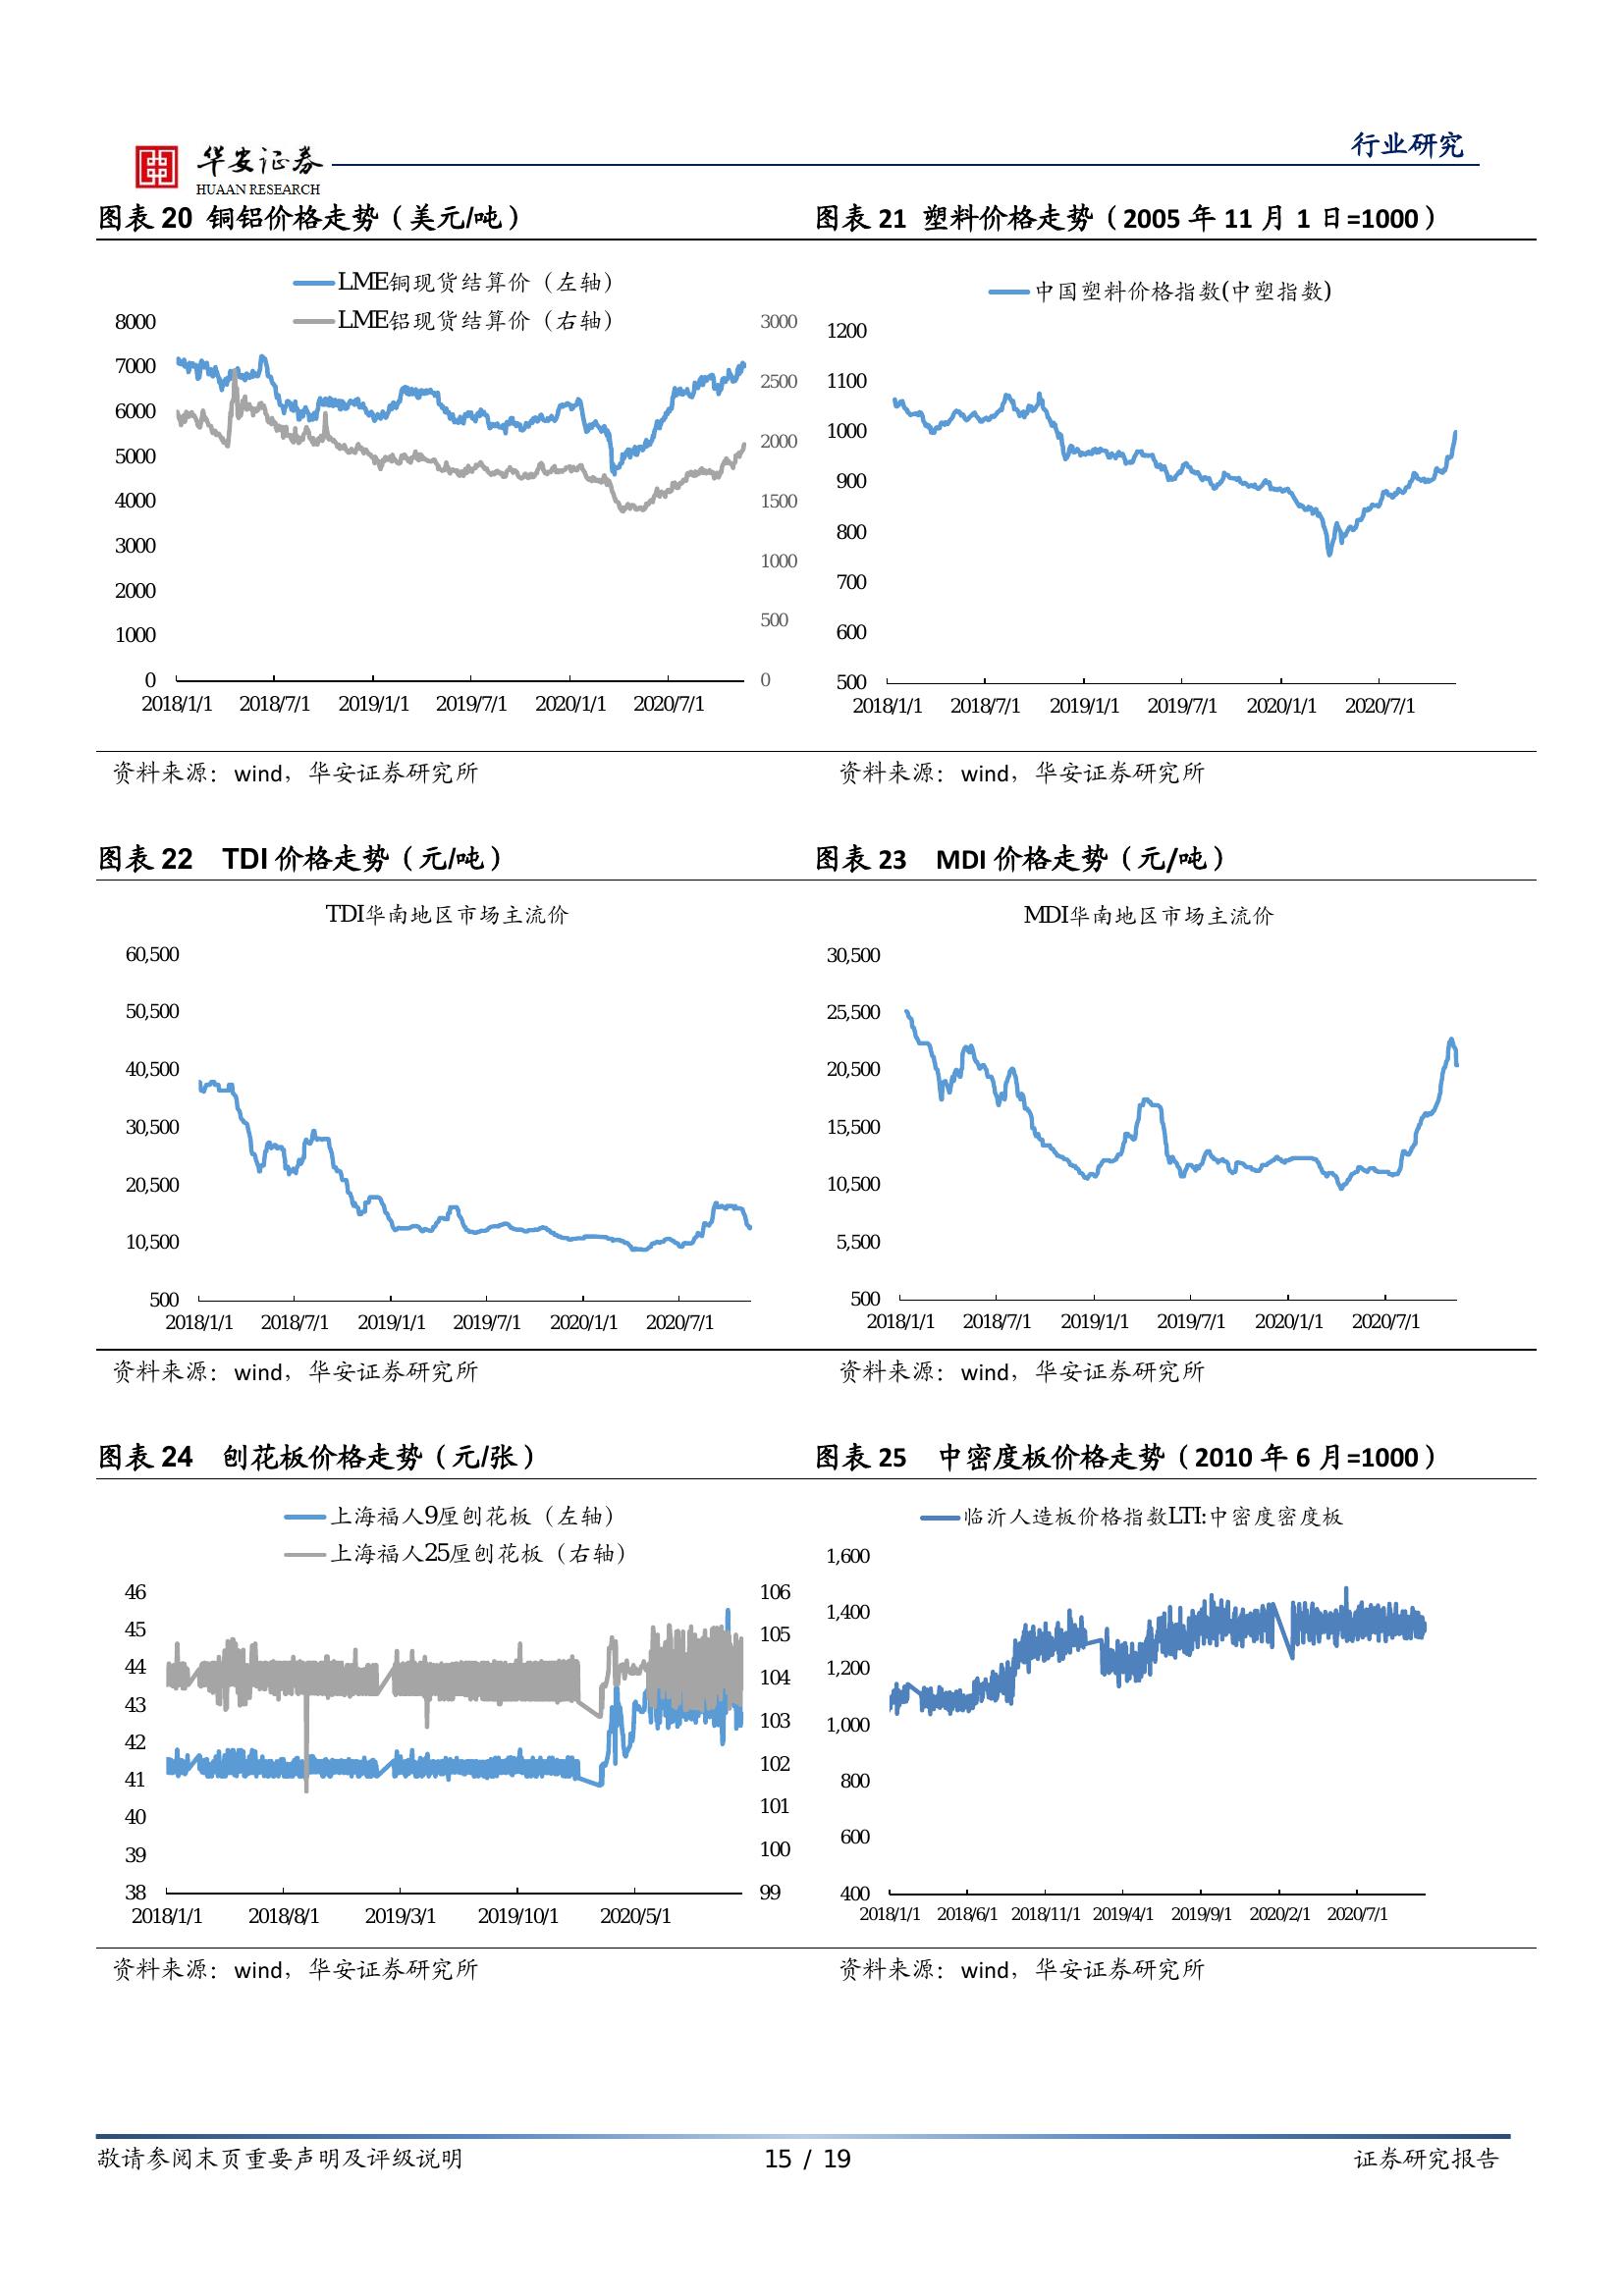 行业研究
华安证券
HUAAN RESEARCH
图表 20 铜铝价格走势（美元/吨）
LME铜现货结算价（左轴）
LME铝现货结算价（右轴）
8000
7000
6000
5000
4000
3000
2000
1000
0
3000
2500
2000
1500
1000
500
0
2018/1/1 2018/7/1 2019/1/1 2019/7/1 2020/1/1 2020/7/1
资料来源：wind，华安证券研究所
图表 21 塑料价格走势（2005 年 11 月 1 日=1000）
中国塑料价格指数(中塑指数)
1200
1100
1000
900
800
700
600
500
2018/1/1 2018/7/1 2019/1/1 2019/7/1 2020/1/1 2020/7/1
资料来源：wind，华安证券研究所
图表 22 TDI 价格走势（元/吨）
TDI华南地区市场主流价
60,500
50,500
40,500
30,500
20,500
10,500
500
2018/1/1 2018/7/1 2019/1/1 2019/7/1 2020/1/1 2020/7/1
资料来源：wind，华安证券研究所
图表 23 MDI 价格走势（元/吨）
MDI华南地区市场主流价
30,500
25,500
20,500
15,500
10,500
5,500
500
2018/1/1 2018/7/1 2019/1/1 2019/7/1 2020/1/1 2020/7/1
资料来源：wind，华安证券研究所
图表 24 刨花板价格走势（元/张）
上海福人9厘刨花板（左轴）
上海福人25厘刨花板（右轴）
46
45
44
43
42
41
40
39
38
106
105
104
103
102
101
100
99
2018/1/1 2018/8/1 2019/3/1 2019/10/1 2020/5/1
资料来源：wind，华安证券研究所
图表 25 中密度板价格走势（2010 年 6 月=1000）
临沂人造板价格指数LTI:中密度密度板
1,600
1,400
1,200
1,000
800
600
400
2018/1/1 2018/6/1 2018/11/1 2019/4/1 2019/9/1 2020/2/1 2020/7/1
资料来源：wind，华安证券研究所
敬请参阅末页重要声明及评级说明
15 / 19
证券研究报告